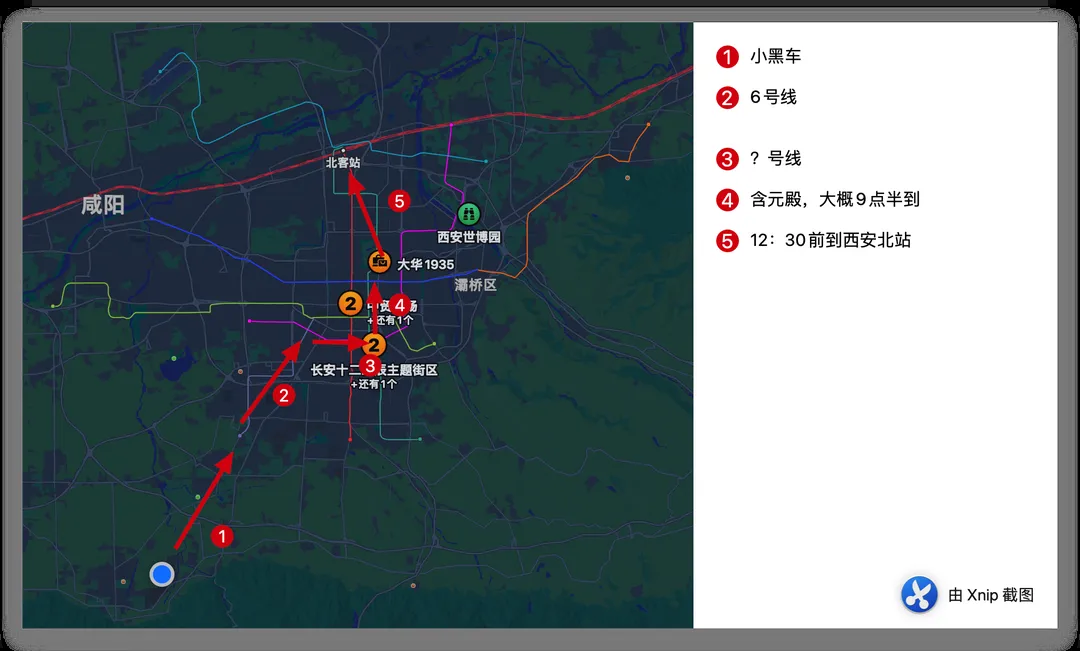 北客站
咸阳
5
西安世博园
大华1935
灞桥区
2
4
+还有1个
2
3
长安十二
主题街区
+还有1个
2
1
1 小黑车
2 6号线
3 ？号线
4 含元殿，大概9点半到
5 12：30前到西安北站
由 Xnip 截图